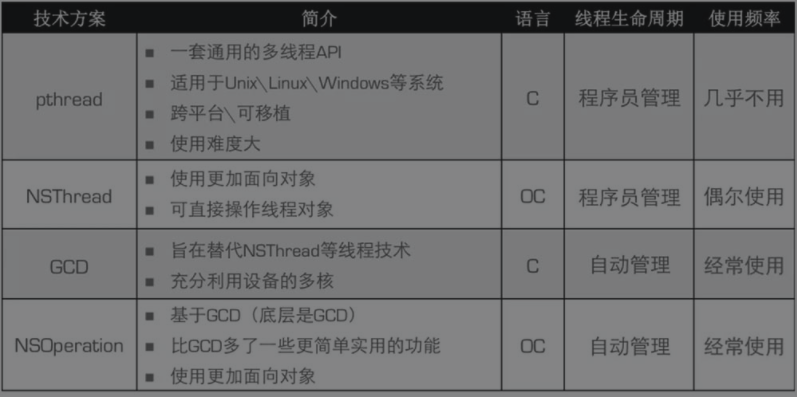 技术方案 简介 语言 线程生命周期 使用频率
pthread
■ 一套通用的多线程API
■ 适用于Unix\Linux\Windows等系统
■ 跨平台\可移植
■ 使用难度大
C 程序员管理 几乎不用
NSThread
■ 使用更加面向对象
■ 可直接操作线程对象
OC 程序员管理 偶尔使用
GCD
■ 旨在替代NSThread等线程技术
■ 充分利用设备的多核
C 自动管理 经常使用
NSOperation
■ 基于GCD（底层是GCD）
■ 比GCD多了一些更简单实用的功能
■ 使用更加面向对象
OC 自动管理 经常使用